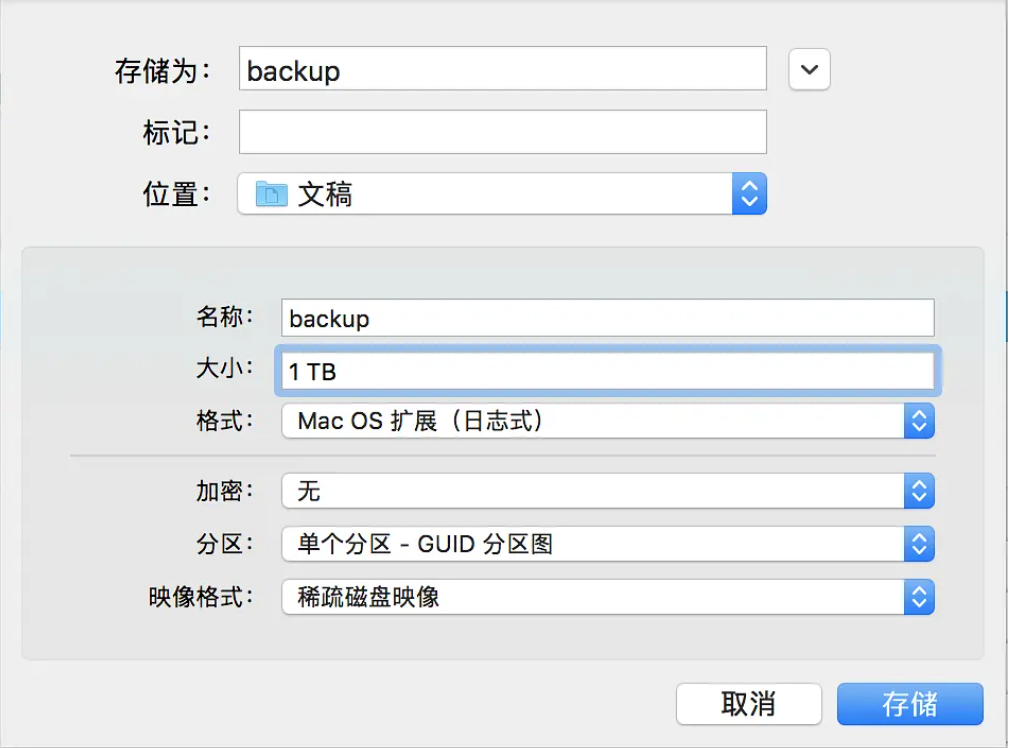 存储为： backup
标记：
位置： 文稿
名称： backup
大小： 1 TB
格式： Mac OS 扩展（日志式）
加密： 无
分区： 单个分区 - GUID 分区图
映像格式： 稀疏磁盘映像
取消 存储